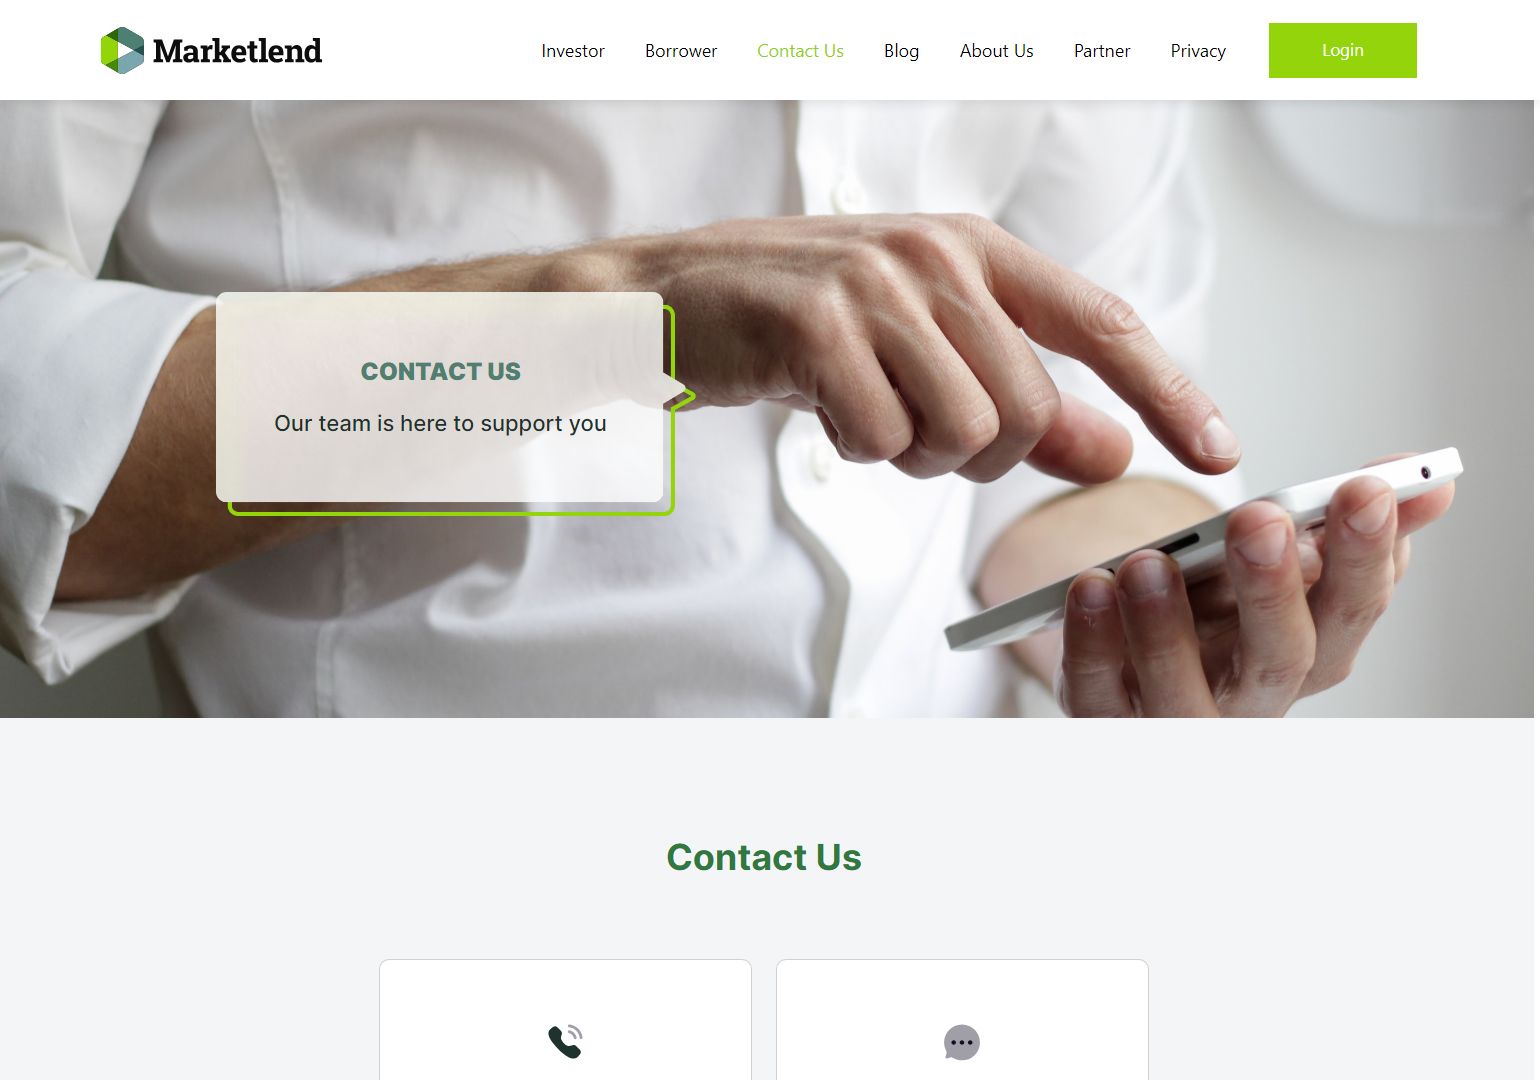 Marketlend
Investor
Borrower
Contact Us
Blog
About Us
Partner
Privacy
Login
CONTACT US
Our team is here to support you
Contact Us